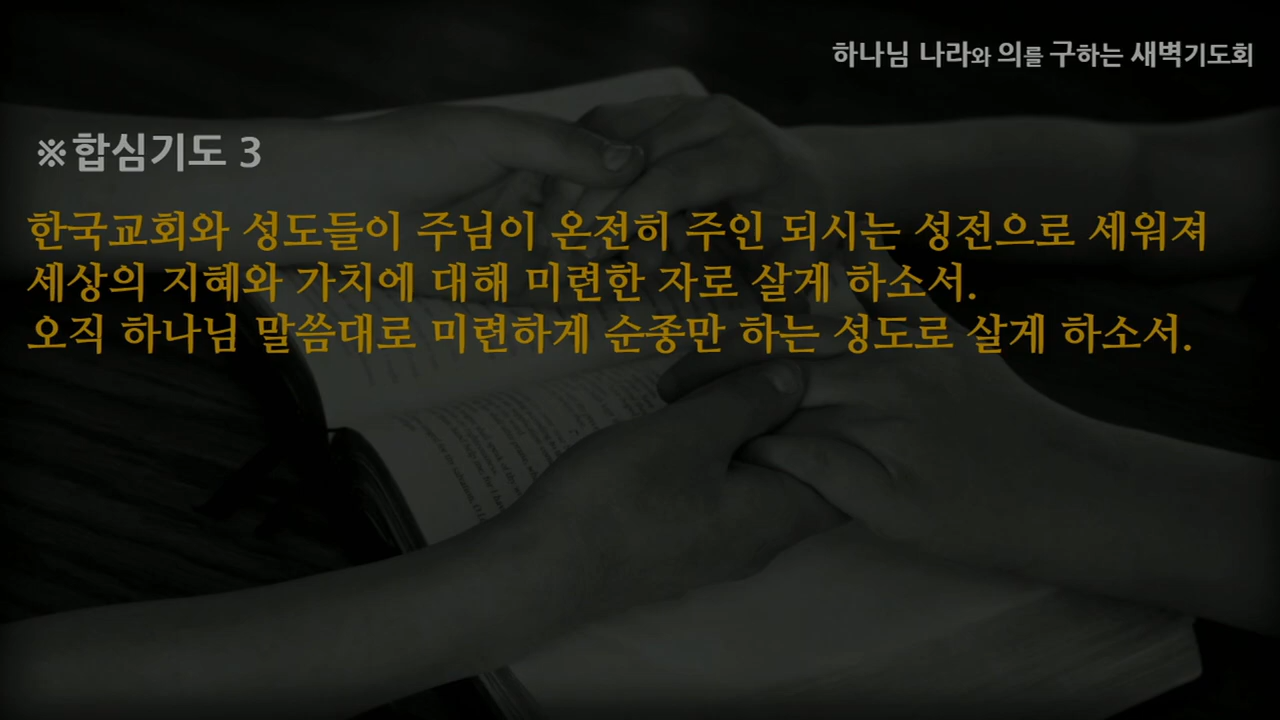 하나님 나라와 의를 구하는 새벽기도회
※합심기도 3
한국교회와 성도들이 주님이 온전히 주인 되시는 성전으로 세워져
세상의 지혜와 가치에 대해 미련한 자로 살게 하소서.
오직 하나님 말씀대로 미련하게 순종만 하는 성도로 살게 하소서.